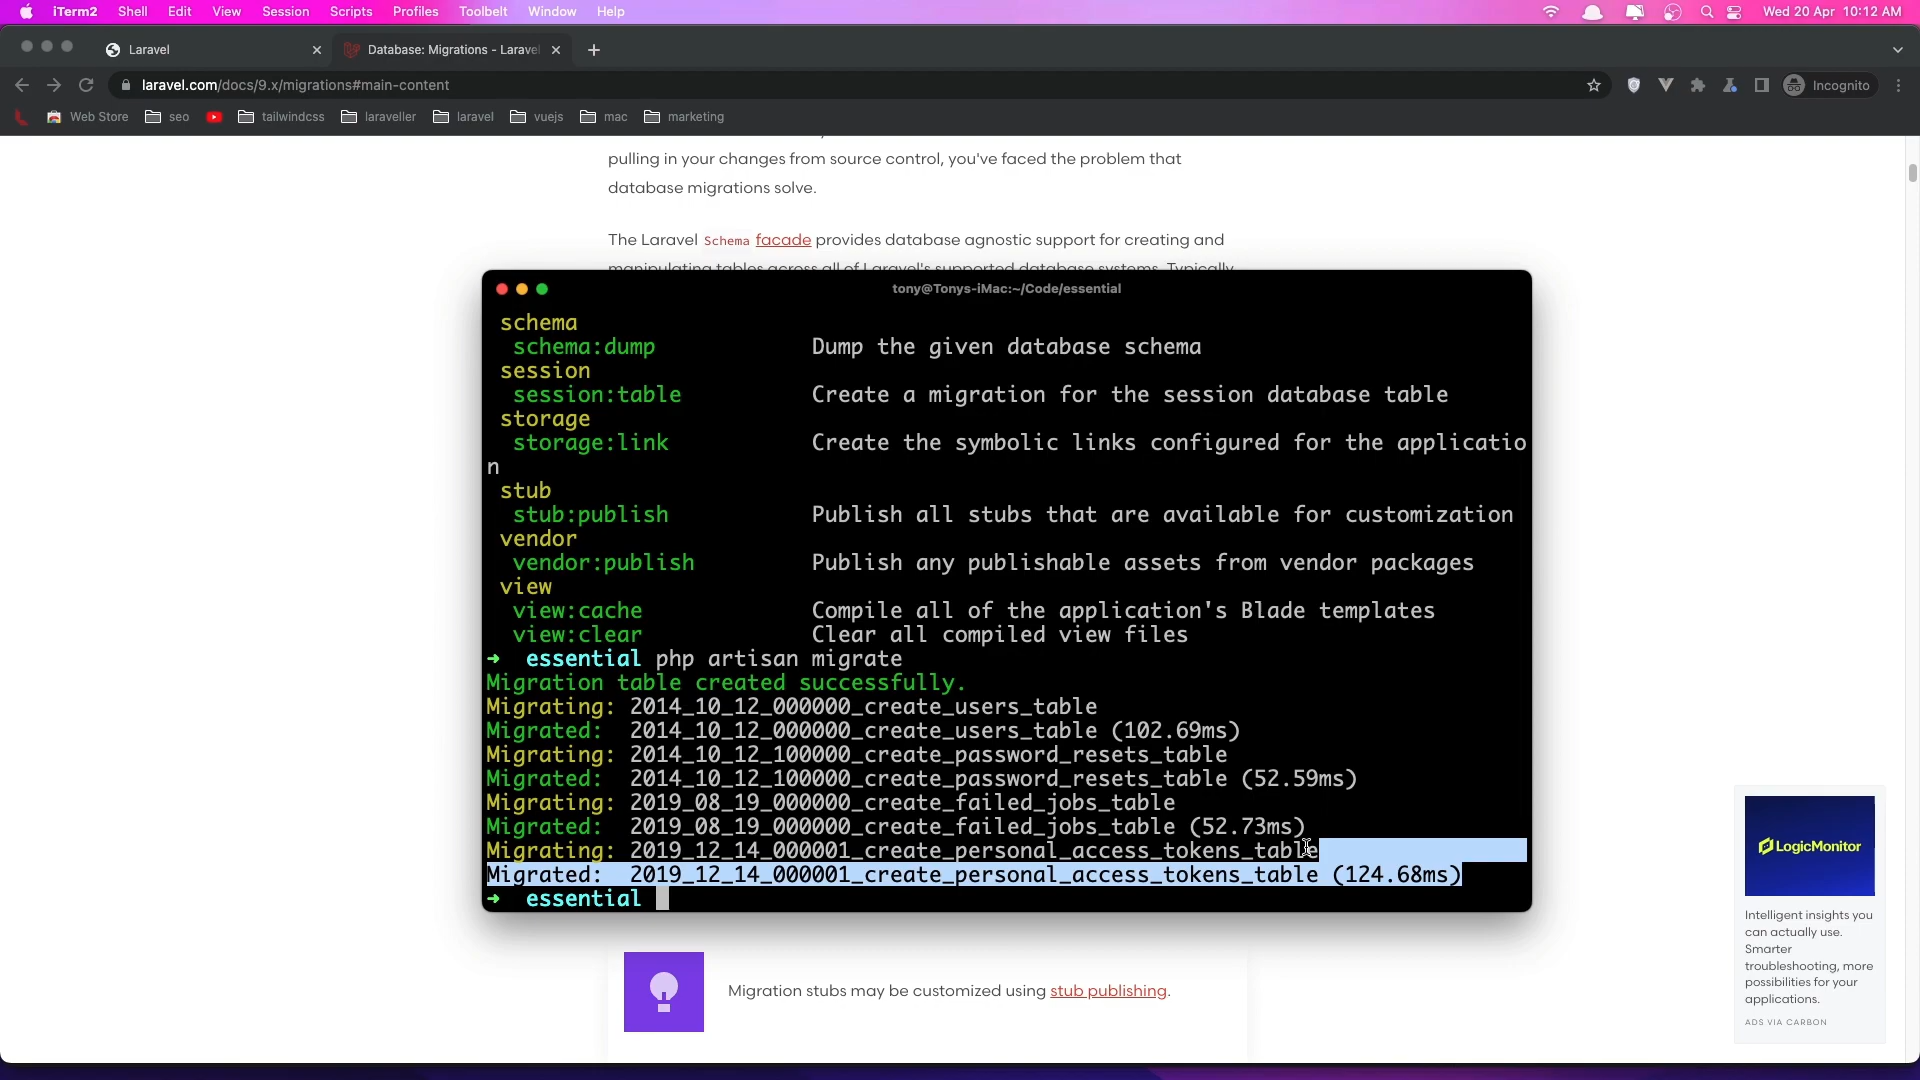 iTerm2 Shell Edit View Session Scripts Profiles Toolbelt Window Help Wed 20 Apr 10:12 AM
Laravel Database: Migrations - Laravel
laravel.com/docs/9.x/migrations#main-content Incognito
Web Store seo tailwindcss laraveller laravel vuejs mac marketing
pulling in your changes from source control, you've faced the problem that
database migrations solve.
The Laravel Schema facade provides database agnostic support for creating and
manipulating tables across all of Laravel's supported database systems. Typically,
tony@Tonys-iMac:~/Code/essential
schema
schema:dump Dump the given database schema
session
session:table Create a migration for the session database table
storage
storage:link Create the symbolic links configured for the applicatio
n
stub
stub:publish Publish all stubs that are available for customization
vendor
vendor:publish Publish any publishable assets from vendor packages
view
view:cache Compile all of the application's Blade templates
view:clear Clear all compiled view files
➜ essential php artisan migrate
Migration table created successfully.
Migrating: 2014_10_12_000000_create_users_table
Migrated: 2014_10_12_000000_create_users_table (102.69ms)
Migrating: 2014_10_12_100000_create_password_resets_table
Migrated: 2014_10_12_100000_create_password_resets_table (52.59ms)
Migrating: 2019_08_19_000000_create_failed_jobs_table
Migrated: 2019_08_19_000000_create_failed_jobs_table (52.73ms)
Migrating: 2019_12_14_000001_create_personal_access_tokens_table
Migrated: 2019_12_14_000001_create_personal_access_tokens_table (124.68ms)
➜ essential
Migration stubs may be customized using stub publishing.
LogicMonitor
Intelligent insights you
can actually use.
Smarter
troubleshooting, more
possibilities for your
applications.
ADS VIA CARBON